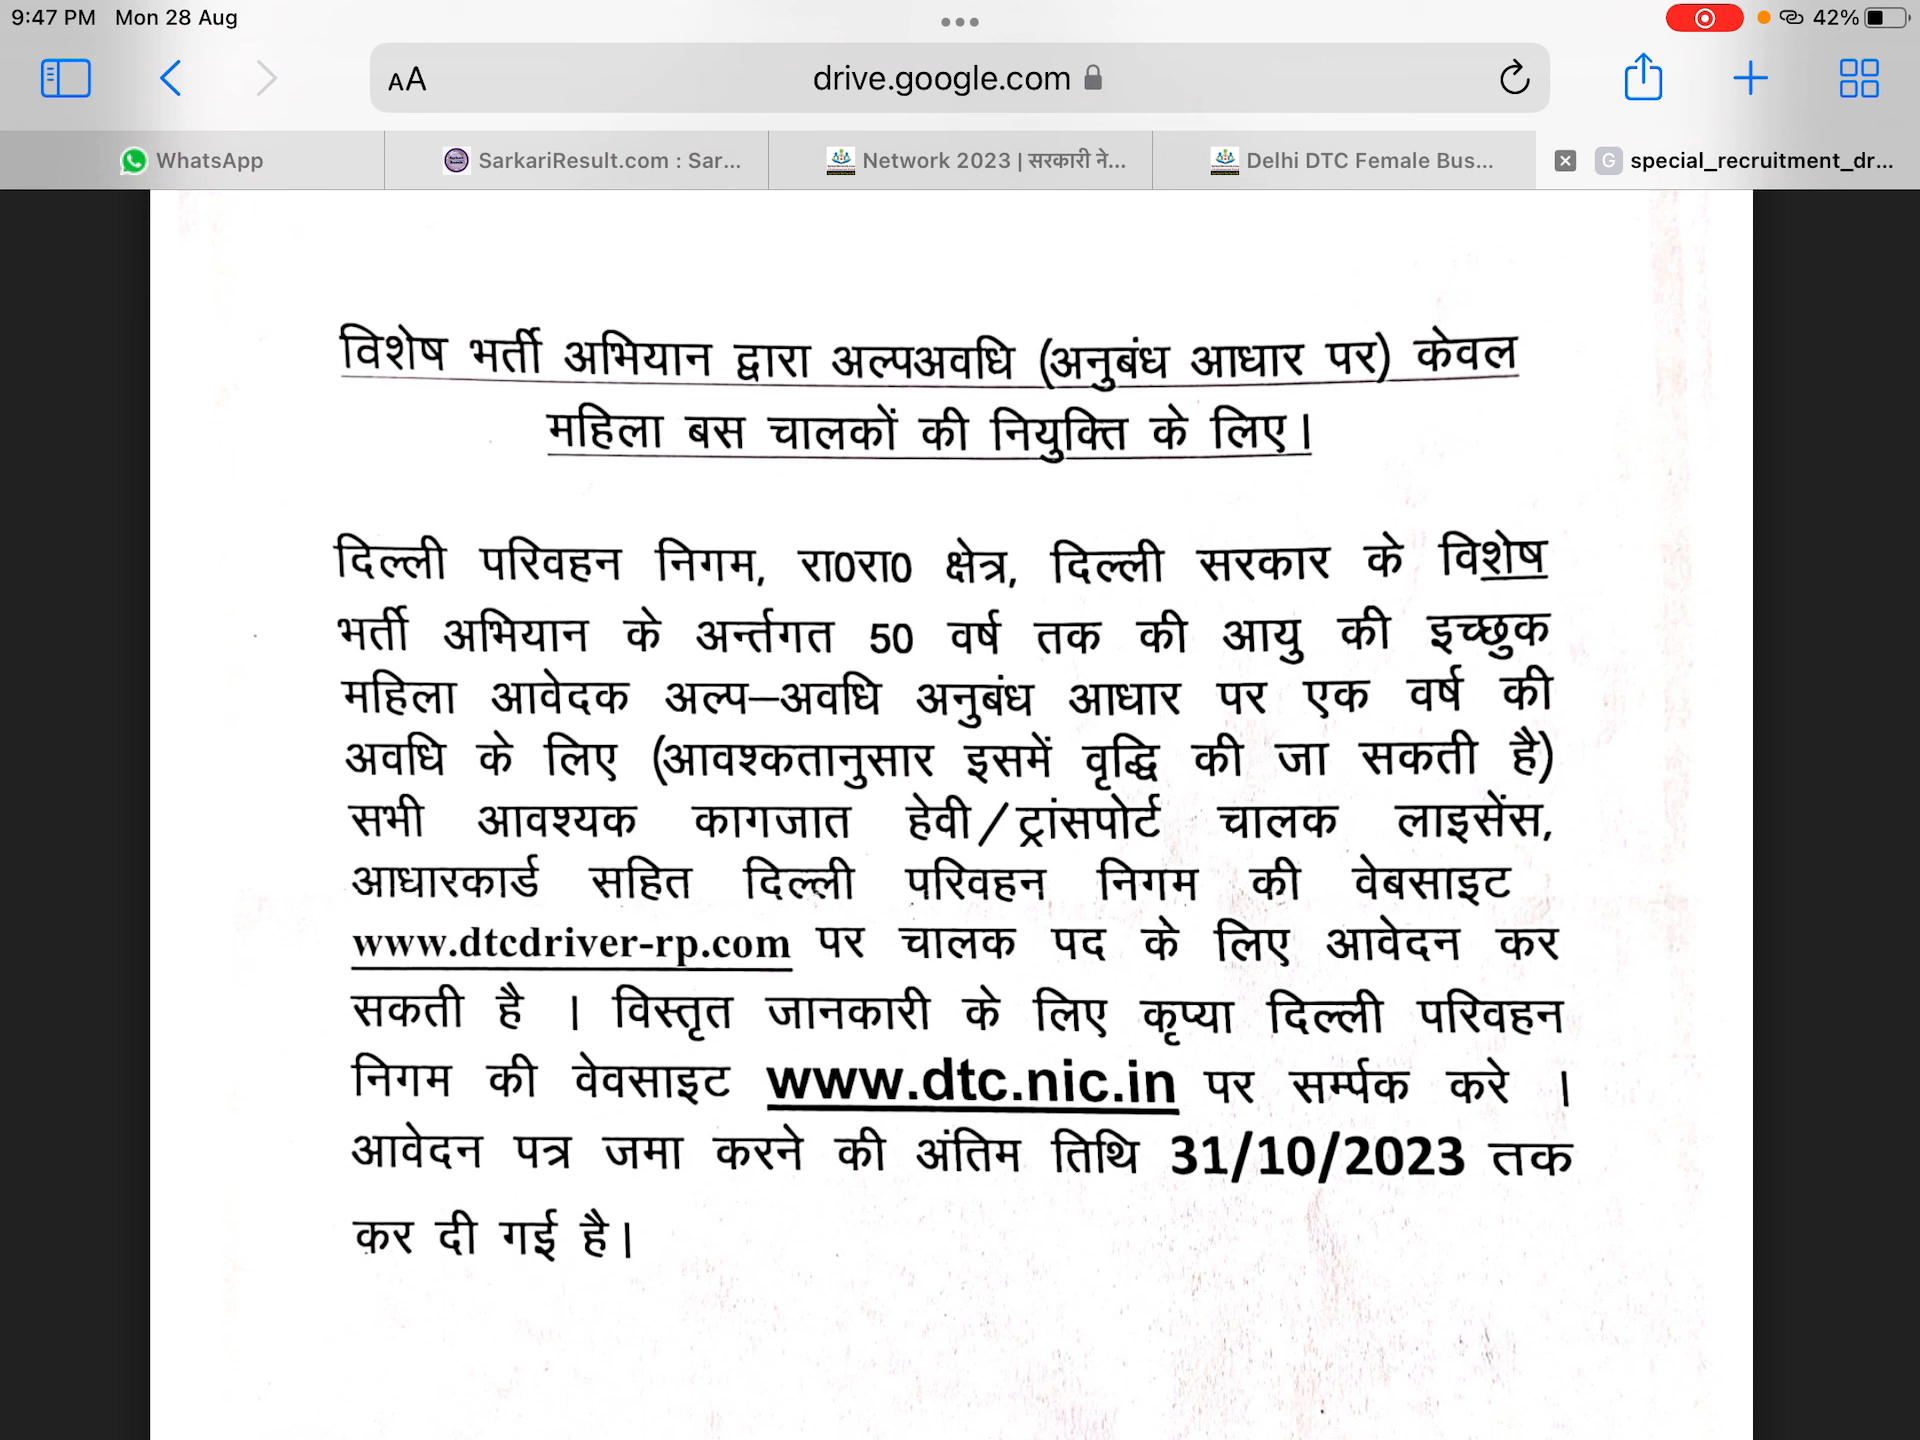 9:47 PM Mon 28 Aug
42%
AA drive.google.com
WhatsApp
SarkariResult.com : Sar...
Network 2023 | सरकारी ने...
Delhi DTC Female Bus...
G special_recruitment_dr...
विशेष भर्ती अभियान द्वारा अल्पअवधि (अनुबंध आधार पर) केवल
महिला बस चालकों की नियुक्ति के लिए।
दिल्ली परिवहन निगम, रा0रा0 क्षेत्र, दिल्ली सरकार के विशेष
भर्ती अभियान के अर्न्तगत 50 वर्ष तक की आयु की इच्छुक
महिला आवेदक अल्प–अवधि अनुबंध आधार पर एक वर्ष की
अवधि के लिए (आवश्कतानुसार इसमें वृद्धि की जा सकती है)
सभी आवश्यक कागजात हेवी/ट्रांसपोर्ट चालक लाइसेंस,
आधारकार्ड सहित दिल्ली परिवहन निगम की वेबसाइट
www.dtcdriver-rp.com पर चालक पद के लिए आवेदन कर
सकती है । विस्तृत जानकारी के लिए कृप्या दिल्ली परिवहन
निगम की वेवसाइट www.dtc.nic.in पर सर्म्पक करे ।
आवेदन पत्र जमा करने की अंतिम तिथि 31/10/2023 तक
कर दी गई है।